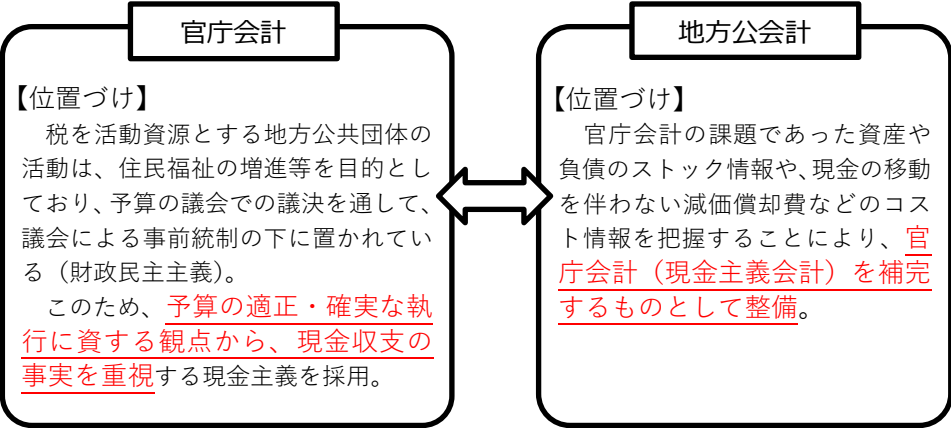 官庁会計
【位置づけ】
　税を活動資源とする地方公共団体の
活動は、住民福祉の増進等を目的とし
ており、予算の議会での議決を通して、
議会による事前統制の下に置かれてい
る（財政民主主義）。
　このため、予算の適正・確実な執
行に資する観点から、現金収支の
事実を重視する現金主義を採用。
地方公会計
【位置づけ】
　官庁会計の課題であった資産や
負債のストック情報や、現金の移動
を伴わない減価償却費などのコス
ト情報を把握することにより、官
庁会計（現金主義会計）を補完
するものとして整備。